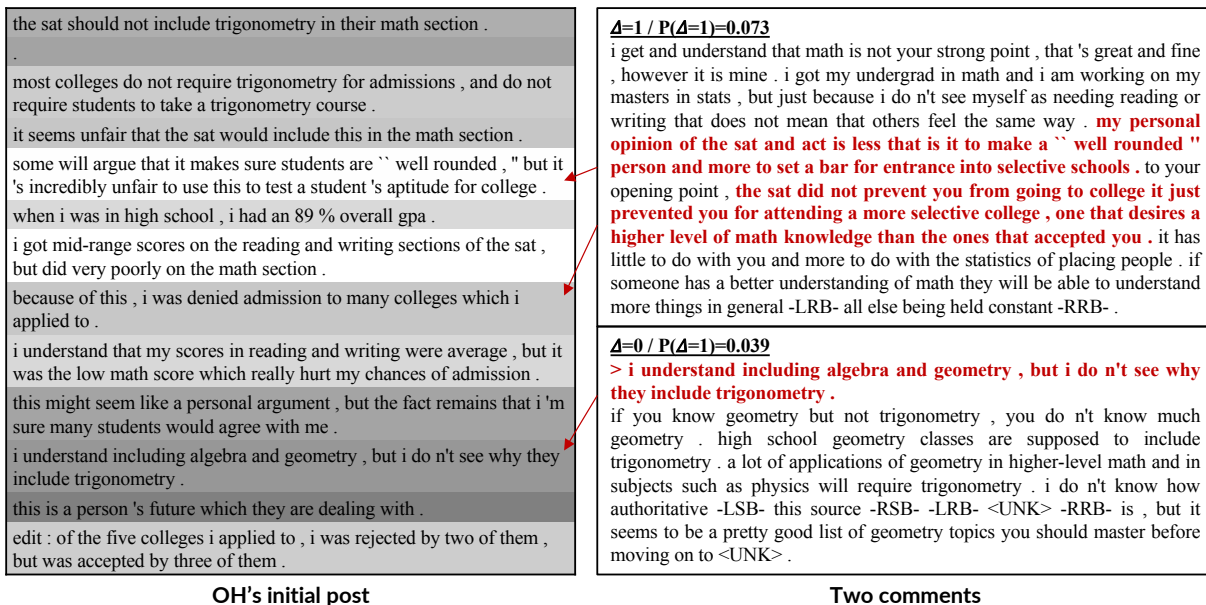 the sat should not include trigonometry in their math section .
.
most colleges do not require trigonometry for admissions , and do not
require students to take a trigonometry course .
it seems unfair that the sat would include this in the math section .
some will argue that it makes sure students are `` well rounded , '' but it
's incredibly unfair to use this to test a student 's aptitude for college .
when i was in high school , i had an 89 % overall gpa .
i got mid-range scores on the reading and writing sections of the sat ,
but did very poorly on the math section .
because of this , i was denied admission to many colleges which i
applied to .
i understand that my scores in reading and writing were average , but it
was the low math score which really hurt my chances of admission .
this might seem like a personal argument , but the fact remains that i 'm
sure many students would agree with me .
i understand including algebra and geometry , but i do n't see why they
include trigonometry .
this is a person 's future which they are dealing with .
edit : of the five colleges i applied to , i was rejected by two of them ,
but was accepted by three of them .
OH's initial post
Δ=1 / P(Δ=1)=0.073
i get and understand that math is not your strong point , that 's great and fine
, however it is mine . i got my undergrad in math and i am working on my
masters in stats , but just because i do n't see myself as needing reading or
writing that does not mean that others feel the same way . my personal
opinion of the sat and act is less that is it to make a `` well rounded ''
person and more to set a bar for entrance into selective schools . to your
opening point , the sat did not prevent you from going to college it just
prevented you for attending a more selective college , one that desires a
higher level of math knowledge than the ones that accepted you . it has
little to do with you and more to do with the statistics of placing people . if
someone has a better understanding of math they will be able to understand
more things in general -LRB- all else being held constant -RRB- .
Δ=0 / P(Δ=1)=0.039
> i understand including algebra and geometry , but i do n't see why
they include trigonometry .
if you know geometry but not trigonometry , you do n't know much
geometry . high school geometry classes are supposed to include
trigonometry . a lot of applications of geometry in higher-level math and in
subjects such as physics will require trigonometry . i do n't know how
authoritative -LSB- this source -RSB- -LRB- <UNK> -RRB- is , but it
seems to be a pretty good list of geometry topics you should master before
moving on to <UNK> .
Two comments